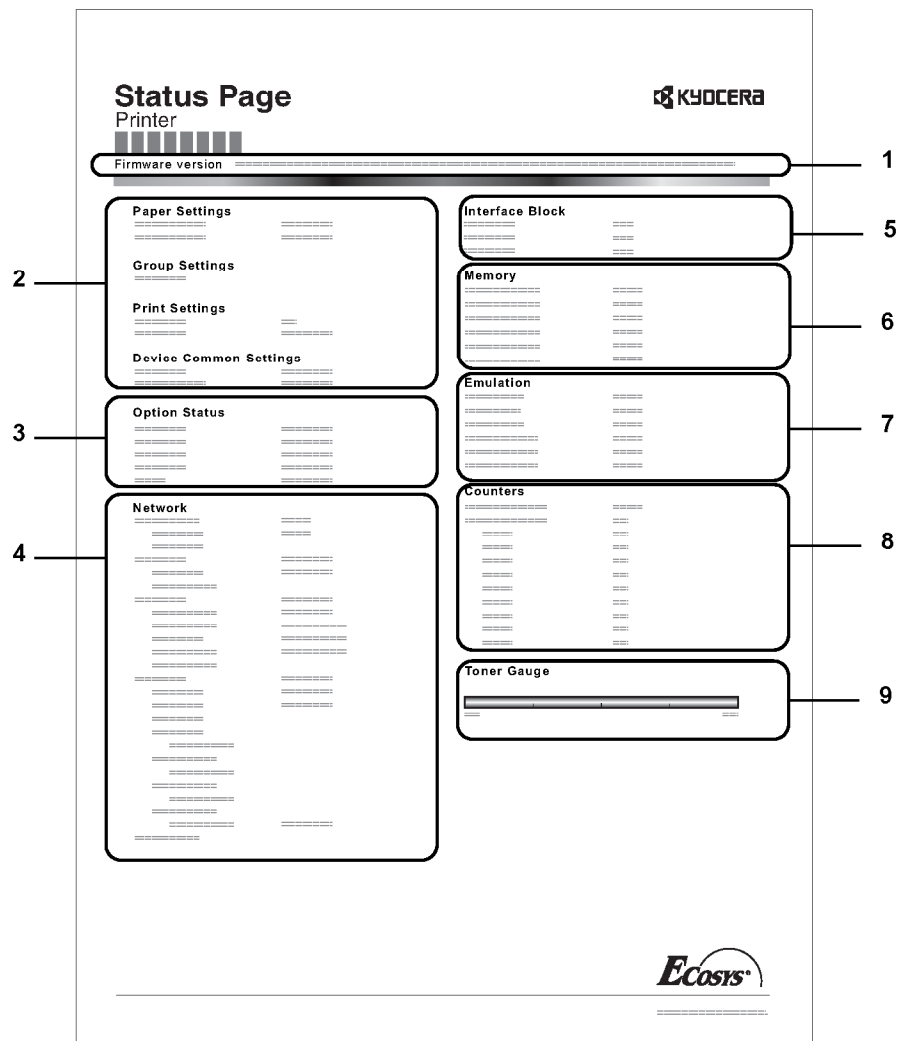 Status Page
KYOCERA
Printer
Firmware version
1
2
Paper Settings
Group Settings
Print Settings
Device Common Settings
3
Option Status
4
Network
Interface Block
5
Memory
6
Emulation
7
Counters
8
Toner Gauge
9
ECOSYS